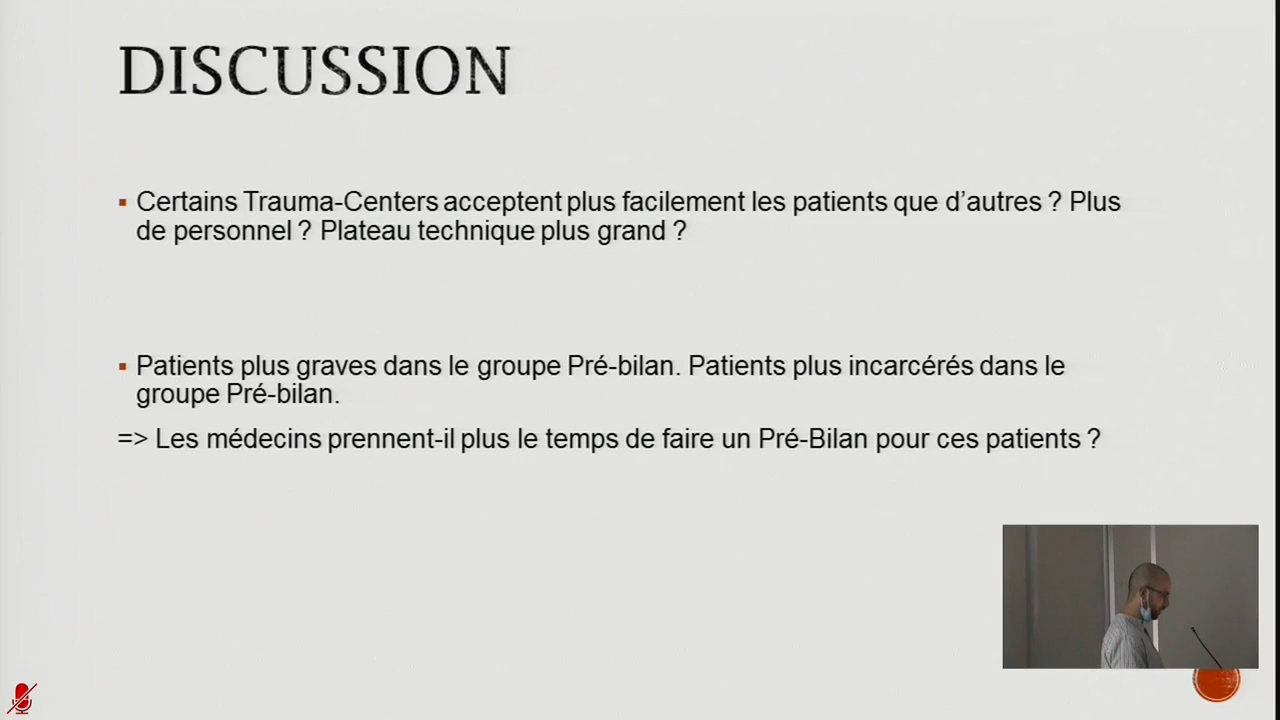 DISCUSSION
▪ Certains Trauma-Centers acceptent plus facilement les patients que d’autres ? Plus
de personnel ? Plateau technique plus grand ?
▪ Patients plus graves dans le groupe Pré-bilan. Patients plus incarcérés dans le
groupe Pré-bilan.
=> Les médecins prennent-il plus le temps de faire un Pré-Bilan pour ces patients ?